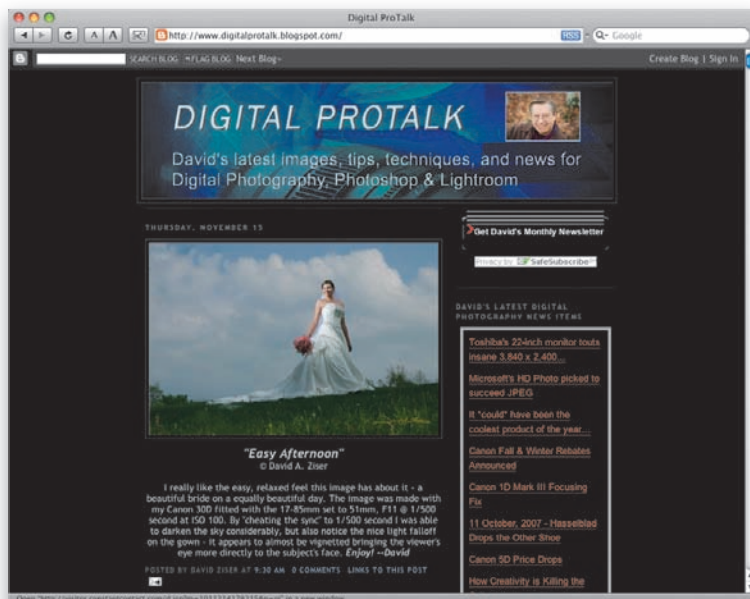 Digital ProTalk
A A
http://www.digitalprotalk.blogspot.com/
RSS
Google
SEARCH BLOG
FLAG BLOG
Next Blog»
Create Blog | Sign In
DIGITAL PROTALK
David's latest images, tips, techniques, and news for
Digital Photography, Photoshop & Lightroom
THURSDAY, NOVEMBER 15
"Easy Afternoon"
© David A. Ziser
I really like the easy, relaxed feel this image has about it - a
beautiful bride on a equally beautiful day. The image was made with
my Canon 30D fitted with the 17-85mm set to 51mm, F11 @ 1/500
second at ISO 100. By "cheating the sync" to 1/500 second I was able
to darken the sky considerably, but also notice the nice light falloff
on the gown - it appears to almost be vignetted bringing the viewer's
eye more directly to the subject's face. Enjoy! --David
POSTED BY DAVID ZISER AT 9:30 AM 0 COMMENTS LINKS TO THIS POST
Get David's Monthly Newsletter
Privacy by SafeSubscribe
DAVID'S LATEST DIGITAL
PHOTOGRAPHY NEWS ITEMS
Toshiba's 22-inch monitor touts
insane 3,840 x 2,400...
Microsoft's HD Photo picked to
succeed JPEG
It *could* have been the
coolest product of the year...
Canon Fall & Winter Rebates
Announced
Canon 1D Mark III Focusing
Fix
11 October, 2007 - Hasselblad
Drops the Other Shoe
Canon 5D Price Drops
How Creativity is Killing the